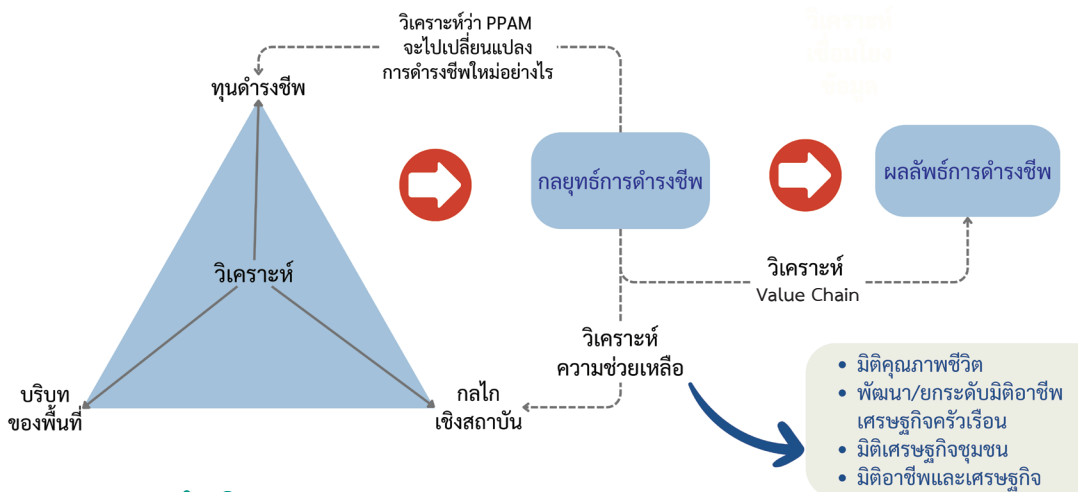 วิเคราะห์ว่า PPAM
จะไปเปลี่ยนแปลง
การดำรงชีพใหม่อย่างไร
ทุนดำรงชีพ
กลยุทธ์การดำรงชีพ
ผลลัพธ์การดำรงชีพ
วิเคราะห์
วิเคราะห์
Value Chain
วิเคราะห์
ความช่วยเหลือ
บริบท
ของพื้นที่
กลไก
เชิงสถาบัน
• มิติคุณภาพชีวิต
• พัฒนา/ยกระดับมิติอาชีพ
เศรษฐกิจครัวเรือน
• มิติเศรษฐกิจชุมชน
• มิติอาชีพและเศรษฐกิจ